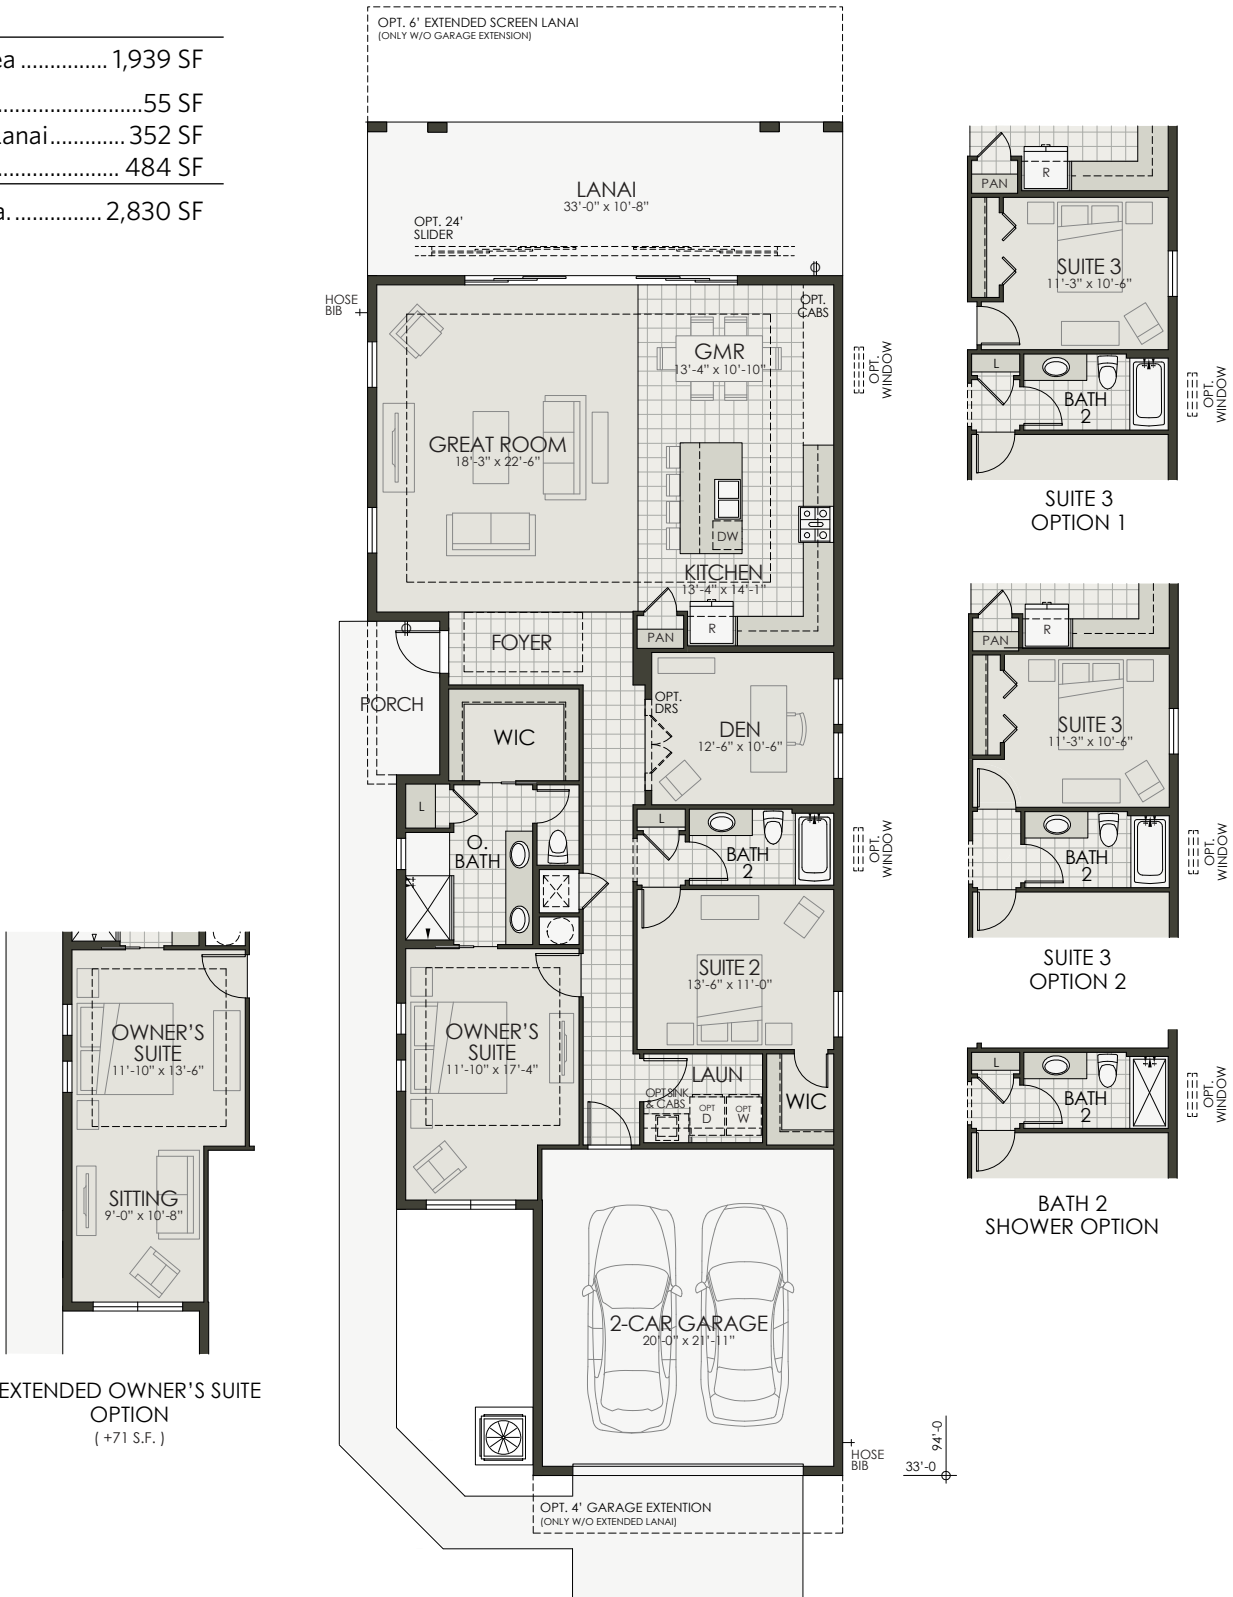 ea ............... 1,939 SF
.........................55 SF
Lanai............. 352 SF
..................... 484 SF
a. ............... 2,830 SF
OPT. 6' EXTENDED SCREEN LANAI
(ONLY W/O GARAGE EXTENSION)
LANAI
33'-0" x 10'-8"
OPT. 24'
SLIDER
HOSE
BIB
OPT.
CABS
GMR
13'-4" x 10'-10"
OPT.
WINDOW
GREAT ROOM
18'-3" x 22'-6"
DW
KITCHEN
13'-4" x 14'-1"
PAN
R
FOYER
PORCH
OPT.
DRS
WIC
DEN
12'-6" x 10'-6"
L
O.
BATH
L
BATH
2
OPT.
WINDOW
SUITE 2
13'-6" x 11'-0"
OWNER'S
SUITE
11'-10" x 17'-4"
LAUN
OPT SINK
& CABS
OPT
D
OPT
W
WIC
2-CAR GARAGE
20'-0" x 21'-11"
HOSE
BIB
33'-0
94'-0
OPT. 4' GARAGE EXTENTION
(ONLY W/O EXTENDED LANAI)
OWNER'S
SUITE
11'-10" x 13'-6"
SITTING
9'-0" x 10'-8"
EXTENDED OWNER'S SUITE
OPTION
( +71 S.F. )
PAN
R
SUITE 3
11'-3" x 10'-6"
L
BATH
2
OPT.
WINDOW
SUITE 3
OPTION 1
PAN
R
SUITE 3
11'-3" x 10'-6"
BATH
2
OPT.
WINDOW
SUITE 3
OPTION 2
L
BATH
2
OPT.
WINDOW
BATH 2
SHOWER OPTION